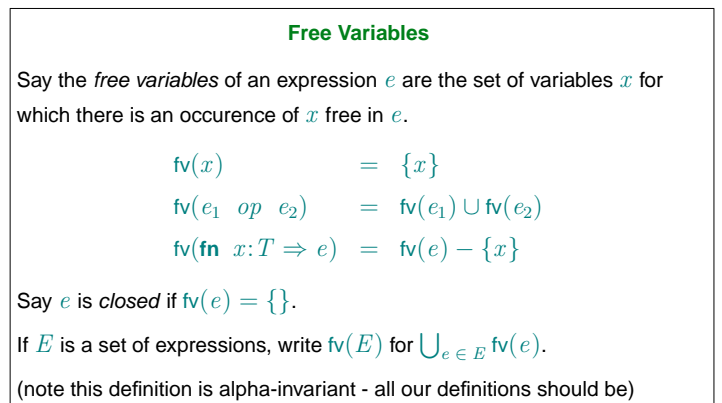 Free Variables
Say the free variables of an expression e are the set of variables x for
which there is an occurence of x free in e.
fv(x) = {x}
fv(e₁ op e₂) = fv(e₁) ∪ fv(e₂)
fv(fn x:T ⇒ e) = fv(e) − {x}
Say e is closed if fv(e) = {}.
If E is a set of expressions, write fv(E) for ⋃ₑ ∈ E fv(e).
(note this definition is alpha-invariant - all our definitions should be)